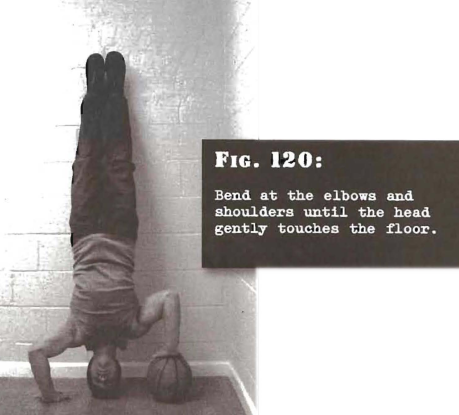 FIG. 120:
Bend at the elbows and
shoulders until the head
gently touches the floor.